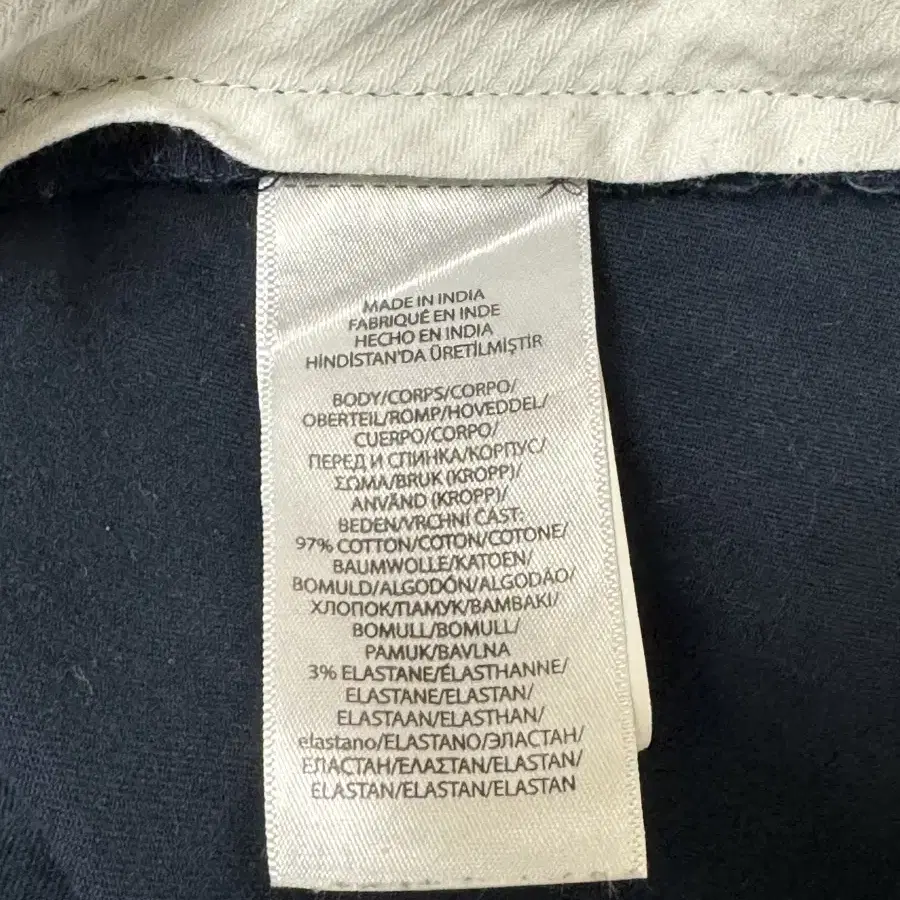 MADE IN INDIA
FABRIQUÉ EN INDE
HECHO EN INDIA
HİNDİSTAN'DA ÜRETİLMİŞTİR
BODY/CORPS/CORPO/
OBERTEIL/ROMP/HOVEDDEL/
CUERPO/CORPO/
ПЕРЕД И СПИНКА/КОРПУС/
ΣΩΜΑ/BRUK (KROPP)/
ANVÄND (KROPP)/
BEDEN/VRCHNÍ ČÁST:
97% COTTON/COTON/COTONE/
BAUMWOLLE/KATOEN/
BOMULD/ALGODÓN/ALGODÃO/
ХЛОПОК/ПАМУК/ΒΑΜΒΑΚΙ/
BOMULL/BOMULL/
PAMUK/BAVLNA
3% ELASTANE/ÉLASTHANNE/
ELASTANE/ELASTAN/
ELASTAAN/ELASTHAN/
elastano/ELASTANO/ЭЛАСТАН/
ЕЛАСТАН/ΕΛΑΣΤΑΝ/ELASTAN/
ELASTAN/ELASTAN/ELASTAN